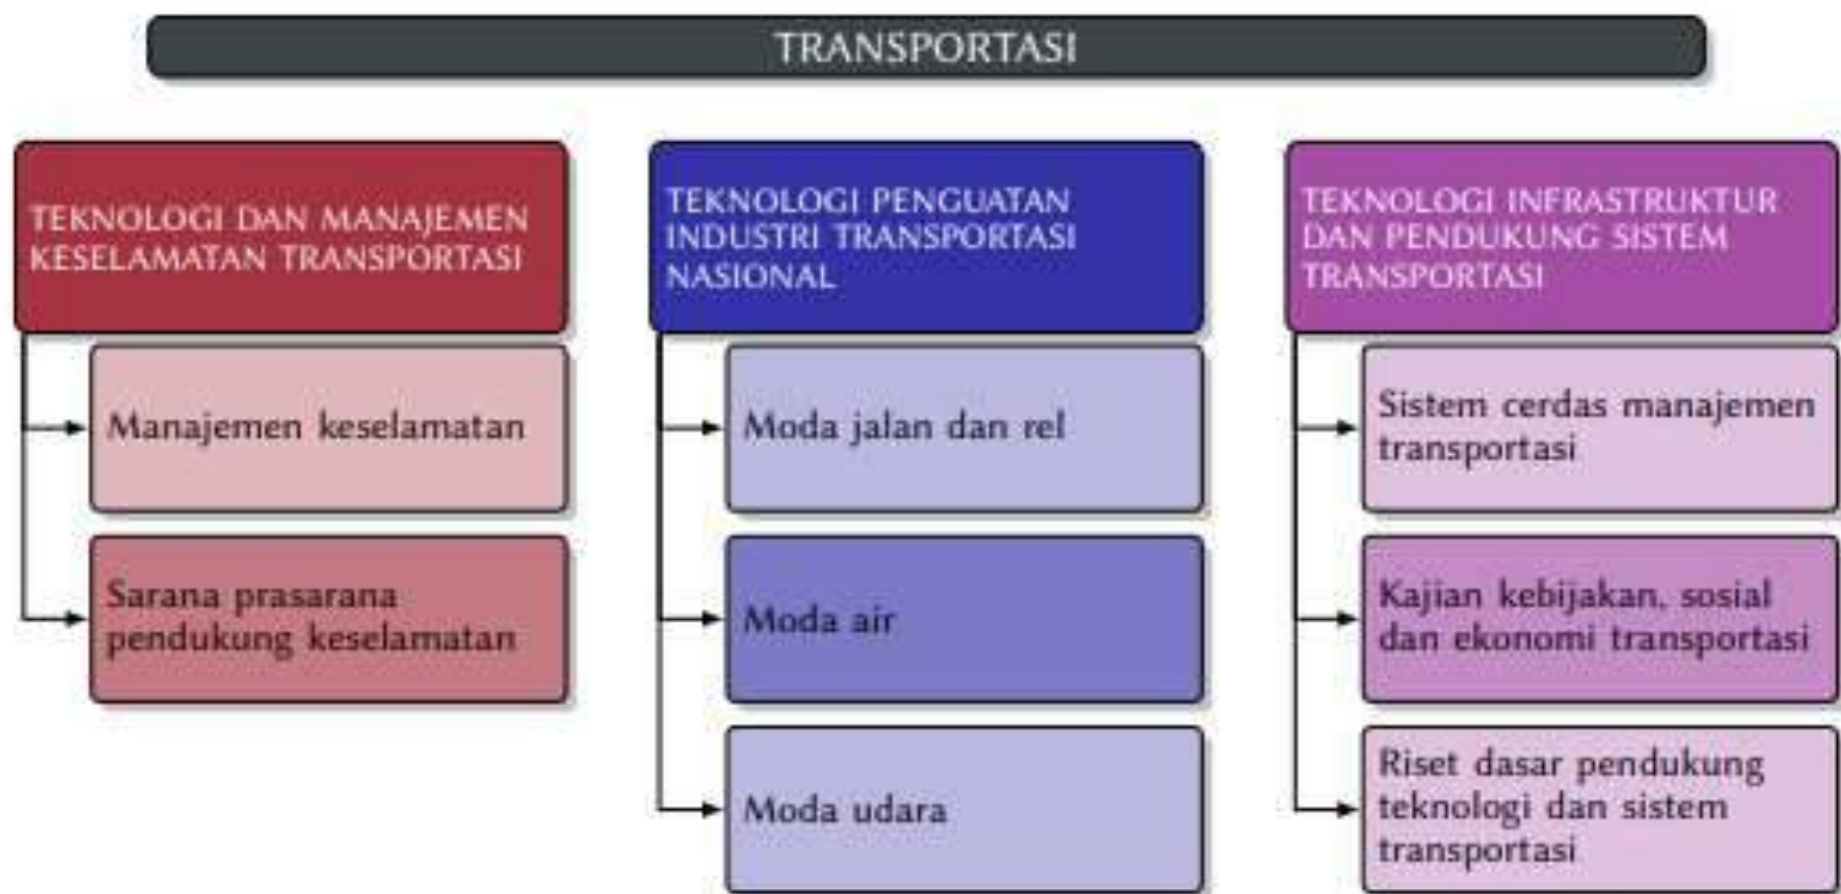 TRANSPORTASI
TEKNOLOGI DAN MANAJEMEN
KESELAMATAN TRANSPORTASI
Manajemen keselamatan
Sarana prasarana
pendukung keselamatan
TEKNOLOGI PENGUATAN
INDUSTRI TRANSPORTASI
NASIONAL
Moda jalan dan rel
Moda air
Moda udara
TEKNOLOGI INFRASTRUKTUR
DAN PENDUKUNG SISTEM
TRANSPORTASI
Sistem cerdas manajemen
transportasi
Kajian kebijakan, sosial
dan ekonomi transportasi
Riset dasar pendukung
teknologi dan sistem
transportasi